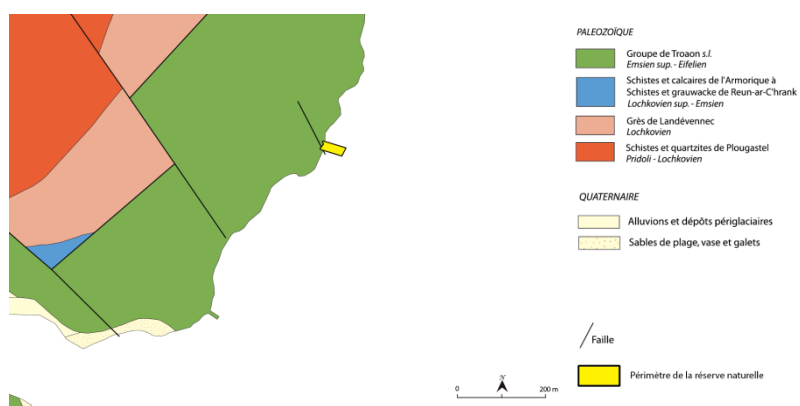 PALEOZOÏQUE
Groupe de Troaon s.l.
Emsien sup. - Eifelien
Schistes et calcaires de l'Armorique à
Schistes et grauwacke de Reun-ar-C'hrank
Lochkovien sup. - Emsien
Grès de Landévennec
Lochkovien
Schistes et quartzites de Plougastel
Pridoli - Lochkovien
QUATERNAIRE
Alluvions et dépôts périglaciaires
Sables de plage, vase et galets
Faille
Périmètre de la réserve naturelle
N
0 200 m